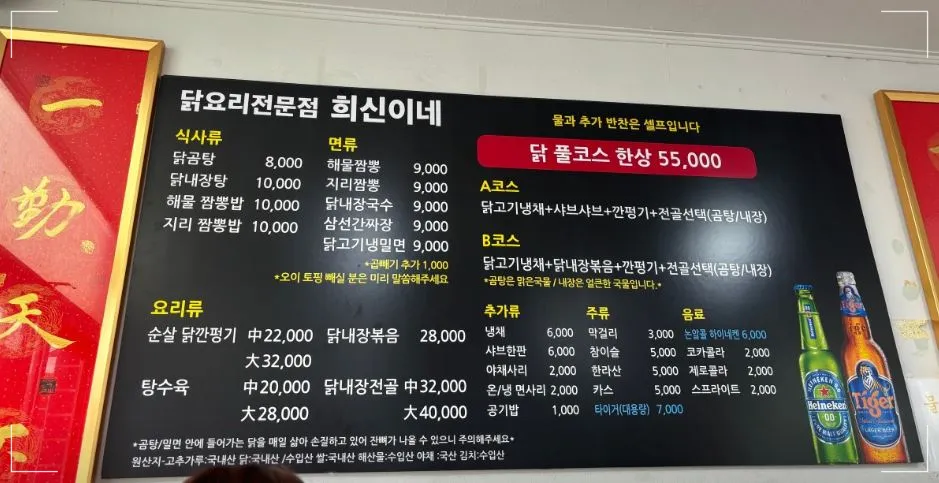 닭요리전문점 희신이네
물과 추가 반찬은 셀프입니다
식사류
닭곰탕 8,000
닭내장탕 10,000
해물 짬뽕밥 10,000
지리 짬뽕밥 10,000
면류
해물짬뽕 9,000
지리짬뽕 9,000
닭내장국수 9,000
삼선간짜장 9,000
닭고기냉밀면 9,000
*곱빼기 추가 1,000
*오이 토핑 빼실 분은 미리 말씀해주세요
닭 풀코스 한상 55,000
A코스
닭고기냉채+샤브샤브+깐펑기+전골선택(곰탕/내장)
B코스
닭고기냉채+닭내장볶음+깐펑기+전골선택(곰탕/내장)
*곰탕은 맑은국물 / 내장은 얼큰한 국물입니다.*
요리류
순살 닭깐펑기 中22,000
大32,000
탕수육 中20,000
大28,000
닭내장볶음 28,000
닭내장전골 中32,000
大40,000
추가류
냉채 6,000
샤브한판 6,000
야채사리 2,000
온/냉 면사리 2,000
공기밥 1,000
주류
막걸리 3,000
참이슬 5,000
한라산 5,000
카스 5,000
타이거(대용량) 7,000
음료
논알콜 하이네켄 6,000
코카콜라 2,000
제로콜라 2,000
스프라이트 2,000
*곰탕/밀면 안에 들어가는 닭을 매일 삶아 손질하고 있어 잔뼈가 나올 수 있으니 주의해주세요*
원산지-고추가루:국내산 닭:국내산 /수입산 쌀:국내산 해산물:수입산 야채 :국산 김치:수입산
Heineken
0.0
Tiger
一
勤
天
下